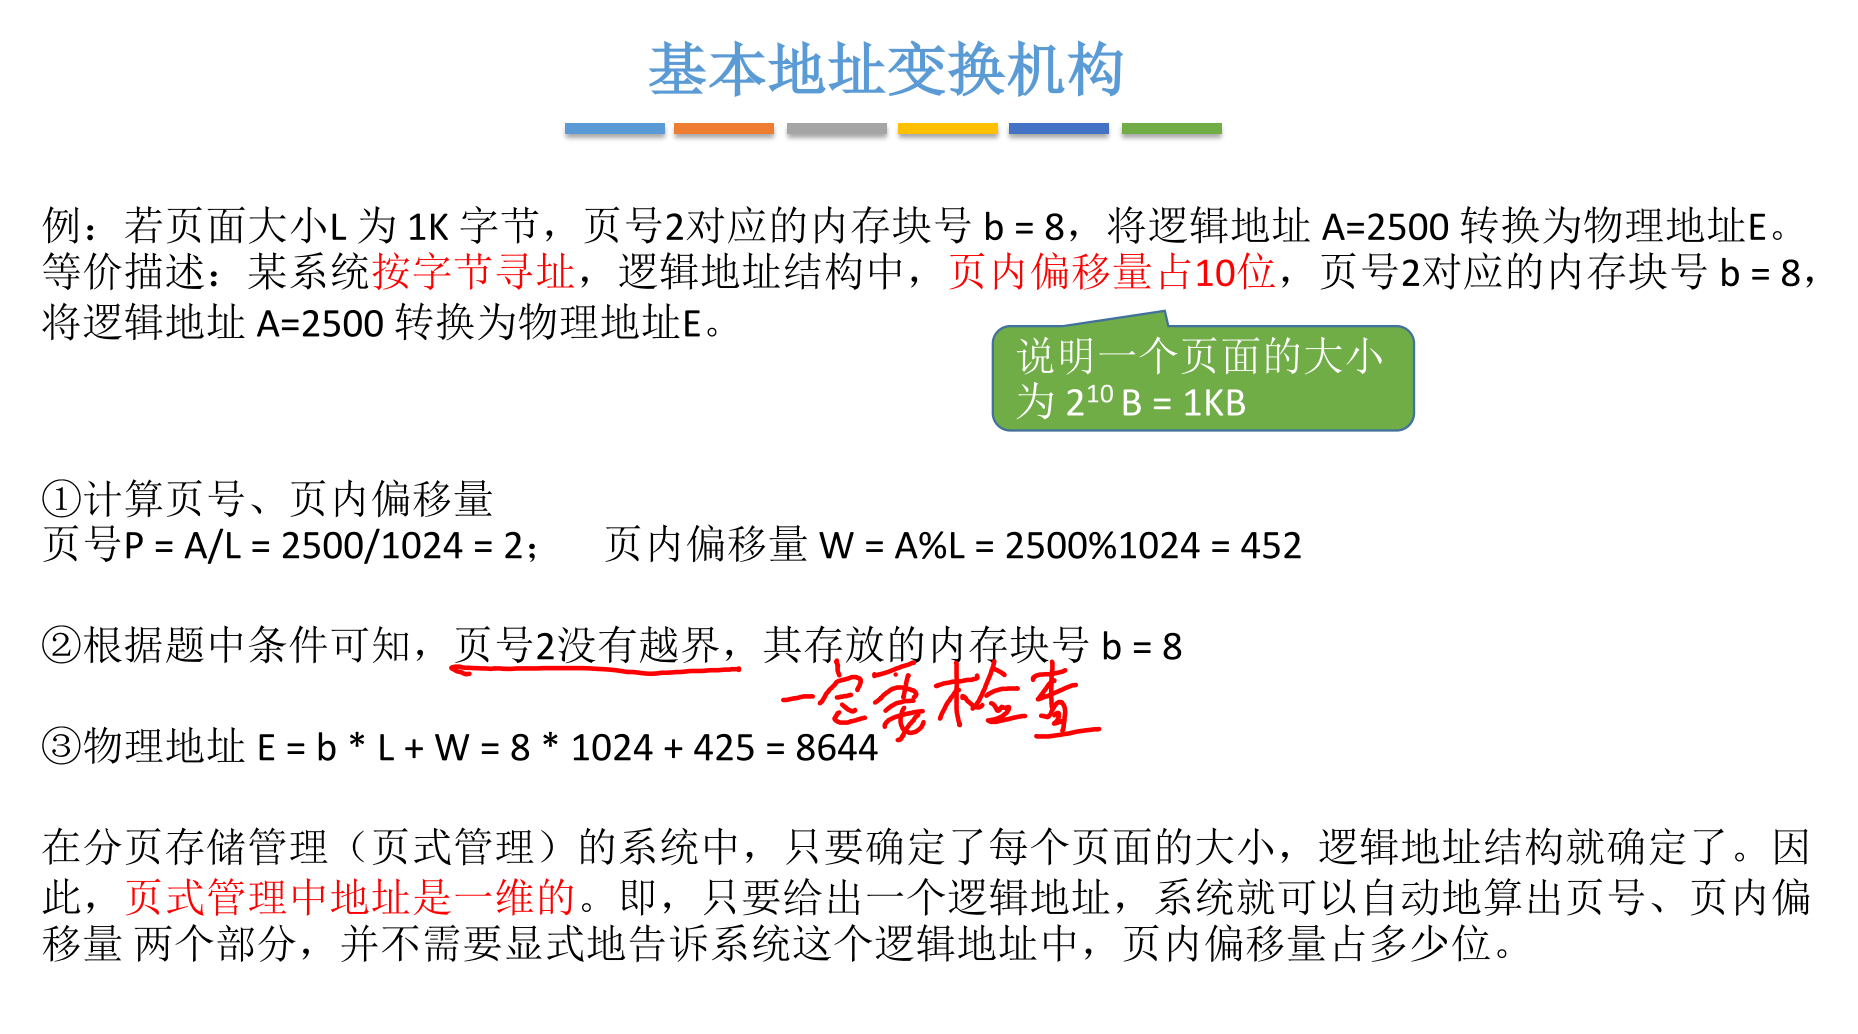 基本地址变换机构
例：若页面大小L 为 1K 字节，页号2对应的内存块号 b = 8，将逻辑地址 A=2500 转换为物理地址E。
等价描述：某系统按字节寻址，逻辑地址结构中，页内偏移量占10位，页号2对应的内存块号 b = 8，
将逻辑地址 A=2500 转换为物理地址E。
说明一个页面的大小
为 2¹⁰ B = 1KB
①计算页号、页内偏移量
页号P = A/L = 2500/1024 = 2； 页内偏移量 W = A%L = 2500%1024 = 452
②根据题中条件可知，页号2没有越界，其存放的内存块号 b = 8
一定要检查
③物理地址 E = b * L + W = 8 * 1024 + 425 = 8644
在分页存储管理（页式管理）的系统中，只要确定了每个页面的大小，逻辑地址结构就确定了。因
此，页式管理中地址是一维的。即，只要给出一个逻辑地址，系统就可以自动地算出页号、页内偏
移量 两个部分，并不需要显式地告诉系统这个逻辑地址中，页内偏移量占多少位。